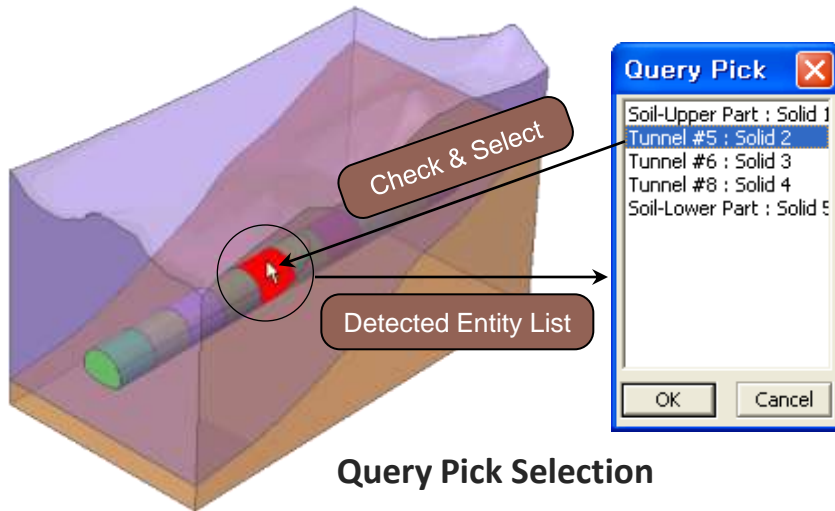 Query Pick
Soil-Upper Part : Solid 1
Tunnel #5 : Solid 2
Tunnel #6 : Solid 3
Tunnel #8 : Solid 4
Soil-Lower Part : Solid 5
Check & Select
Detected Entity List
OK
Cancel
Query Pick Selection